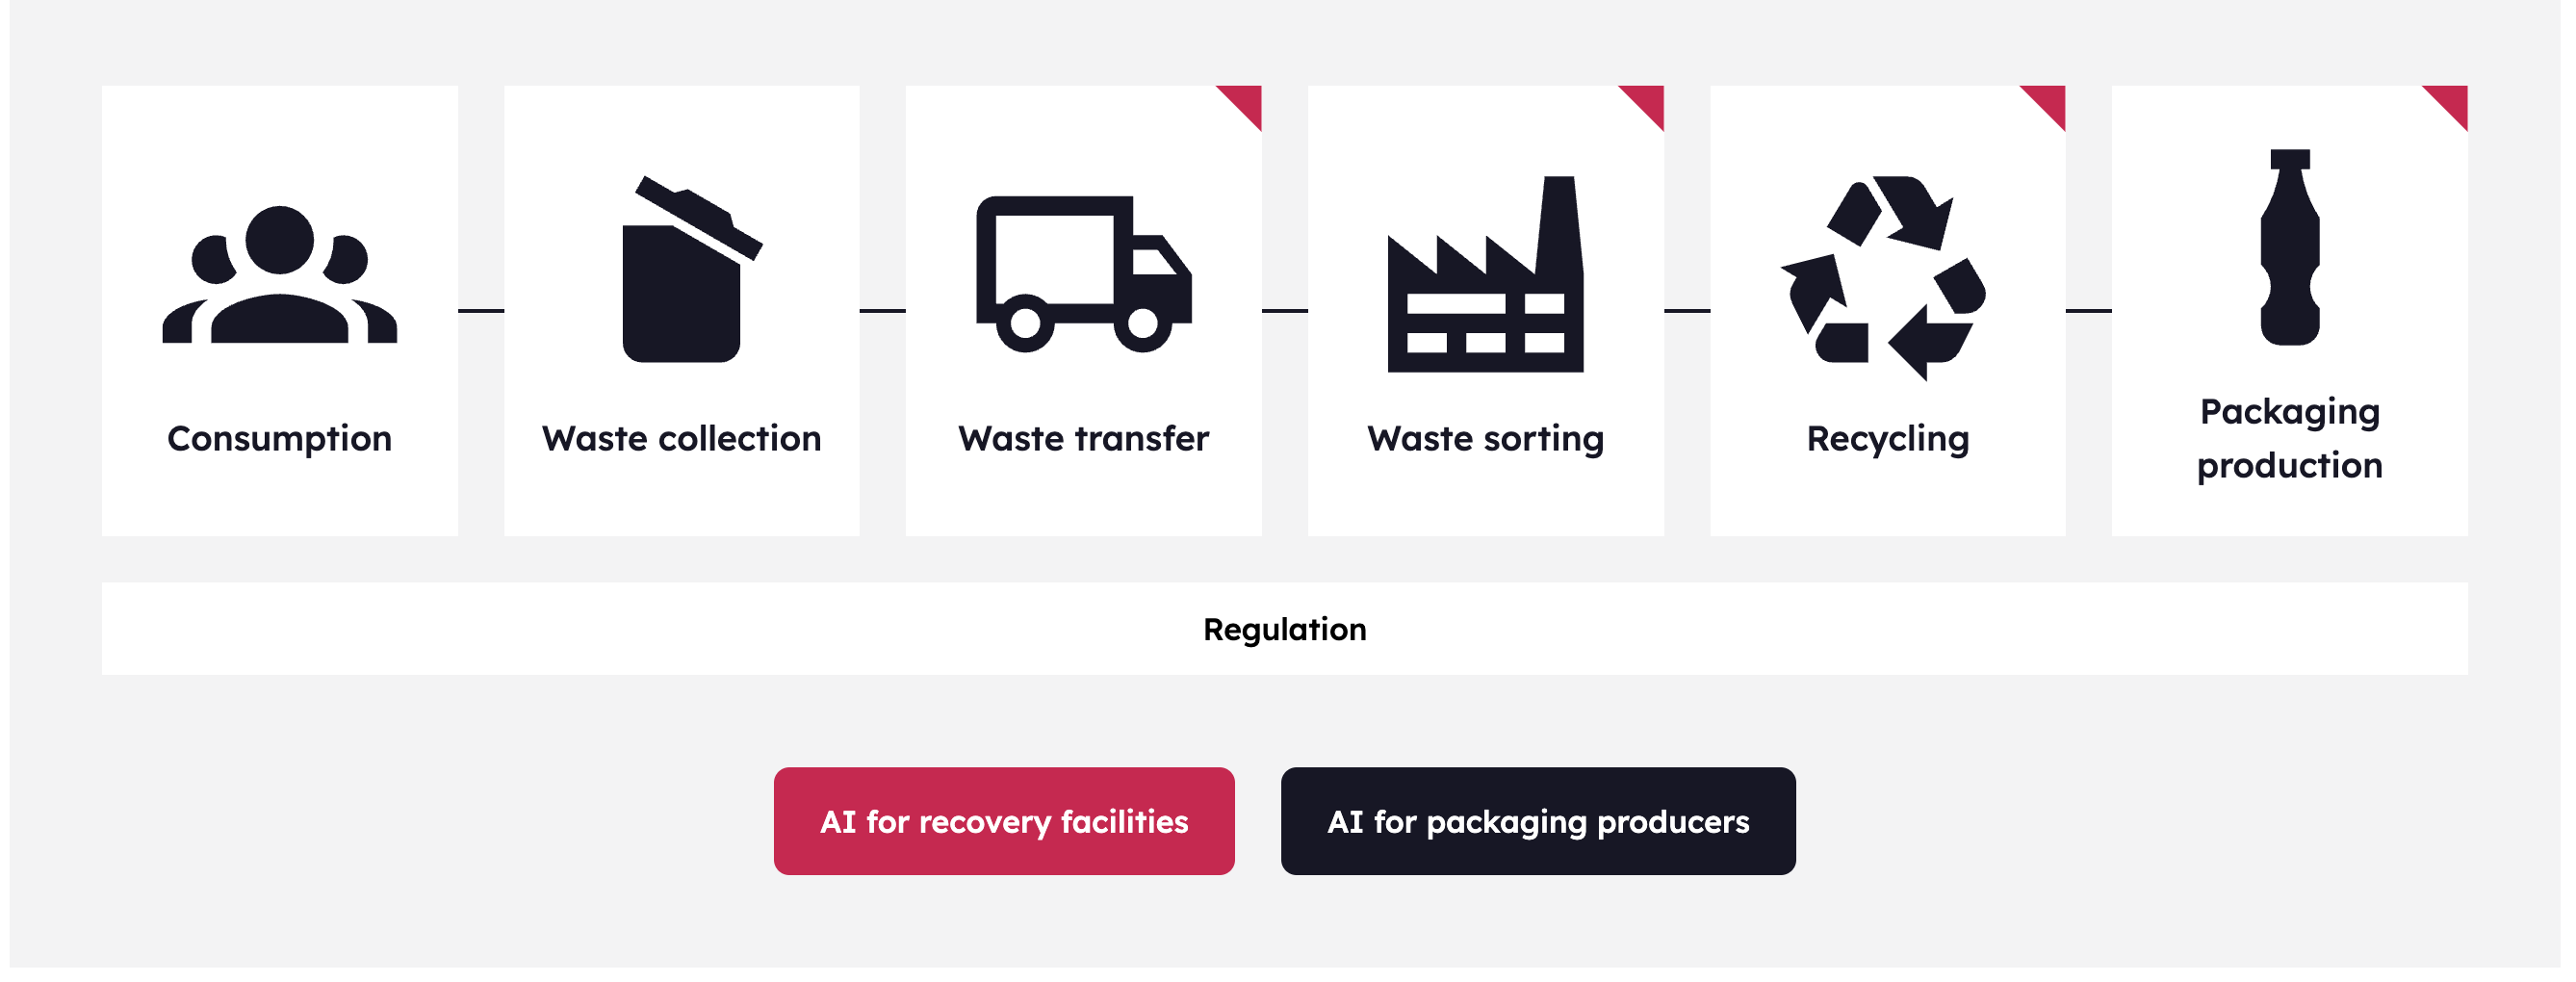 Consumption
Waste collection
Waste transfer
Waste sorting
Recycling
Packaging
production
Regulation
AI for recovery facilities
AI for packaging producers